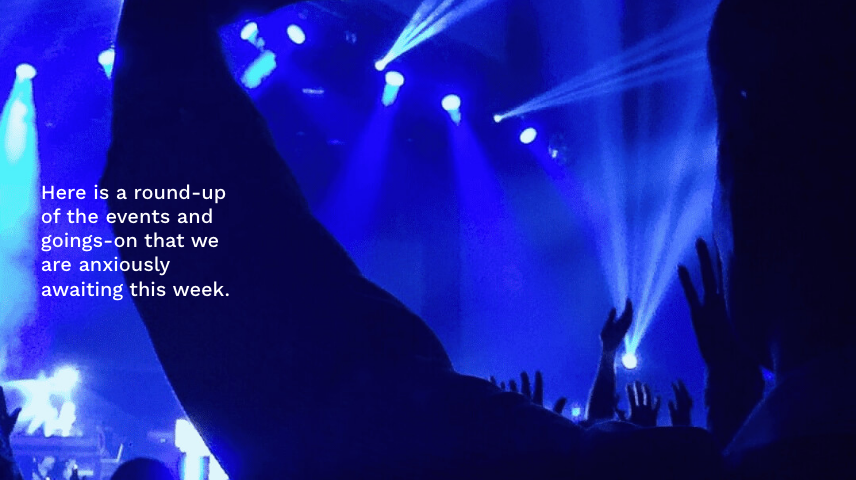 Here is a round-up
of the events and
goings-on that we
are anxiously
awaiting this week.